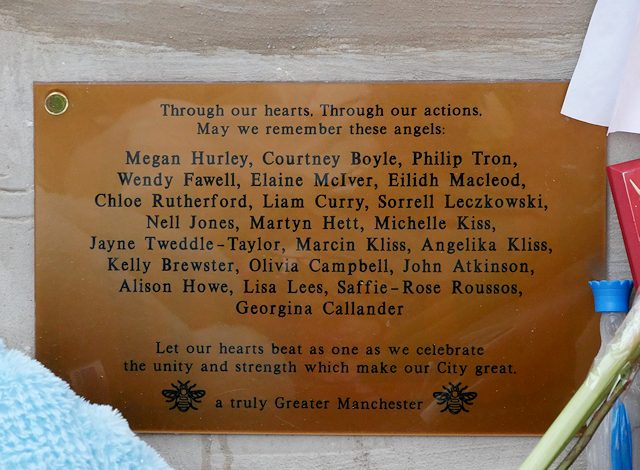 Through our hearts, Through our actions.
May we remember these angels:
Megan Hurley, Courtney Boyle, Philip Tron,
Wendy Fawell, Elaine McIver, Eilidh Macleod,
Chloe Rutherford, Liam Curry, Sorrell Leczkowski,
Nell Jones, Martyn Hett, Michelle Kiss,
Jayne Tweddle-Taylor, Marcin Kliss, Angelika Kliss,
Kelly Brewster, Olivia Campbell, John Atkinson,
Alison Howe, Lisa Lees, Saffie-Rose Roussos,
Georgina Callander
Let our hearts beat as one as we celebrate
the unity and strength which make our City great.
a truly Greater Manchester